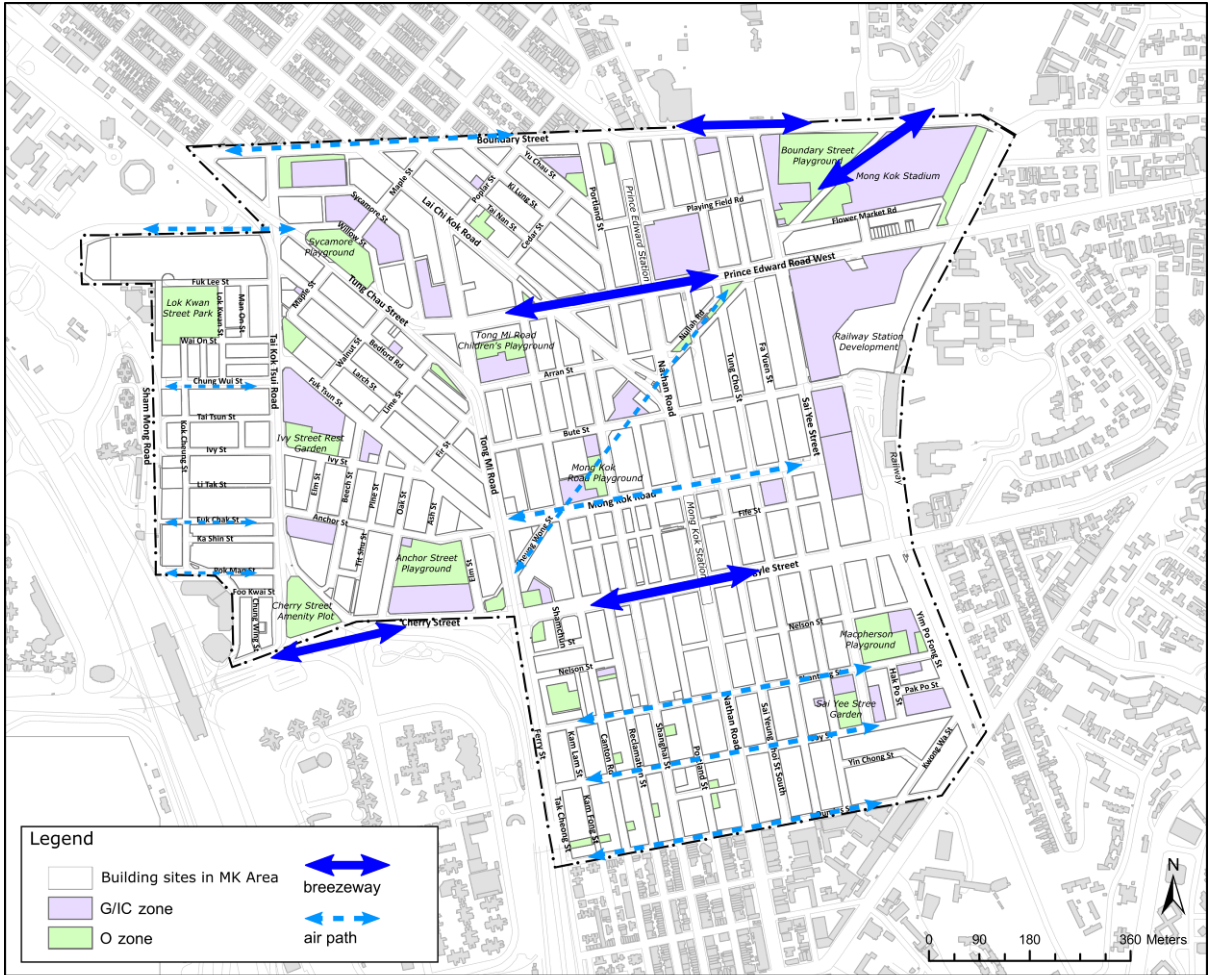 Boundary Street
Boundary Street
Playground
Mong Kok Stadium
Yu Chau St
Maple St
Poplar St
Ki Lung St
Portland St
Prince Edward Station
Lai Chi Kok Road
Tai Nan St
Cedar St
Playing Field Rd
Flower Market Rd
Sycamore St
Willow St
Sycamore
Playground
Prince Edward Road West
Fuk Lee St
Maple St
Tung Chau Street
Lok Kwan
Street Park
Lok Kwan St
Man On St
Nullah Rd
Railway Station
Development
Tong Mi Road
Children's Playground
Wai On St
Tai Kok Tsui Road
Walnut St
Bedford Rd
Arran St
Nathan Road
Tung Choi St
Fa Yuen St
Sai Yee Street
Chung Wui St
Sham Mong Road
Larch St
Lime St
Fuk Tsun St
Tai Tsun St
Kok Cheung St
Ivy St
Ivy Street Rest
Garden
Fir St
Tong Mi Road
Bute St
Railway
Ivy St
Mong Kok
Road Playground
Li Tak St
Elm St
Beech St
Pine St
Oak St
Ash St
Mong Kok Road
Mong Kok Station
Fife St
Fuk Chak St
Anchor St
Cheung Wong St
Ka Shin St
Tit Shu St
Anchor Street
Playground
Elm St
Pok Man St
gyle Street
Foo Kwai St
Chung Wing St
Cherry Street
Amenity Plot
Cherry Street
Shamchun St
Nelson St
Macpherson
Playground
Yim Po Fong St
Nelson St
Shantung St
Hak Po St
Pak Po St
Sai Yee Stree
Garden
Ferry St
Kam Lam St
Canton Rd
Reclamation St
Shanghai St
Portland St
Nathan Road
Sai Yeung
hoi St South
oy St
Yin Chong St
Kwong Wa St
Tak Cheong St
Kam Fong St
Dundas St
Legend
Building sites in MK Area
G/IC zone
O zone
breezeway
air path
N
0 90 180 360 Meters